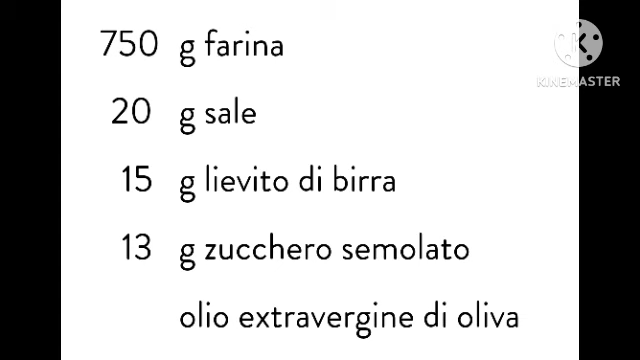 750 g farina
KINEMASTER
20 g sale
15 g lievito di birra
13 g zucchero semolato
olio extravergine di oliva